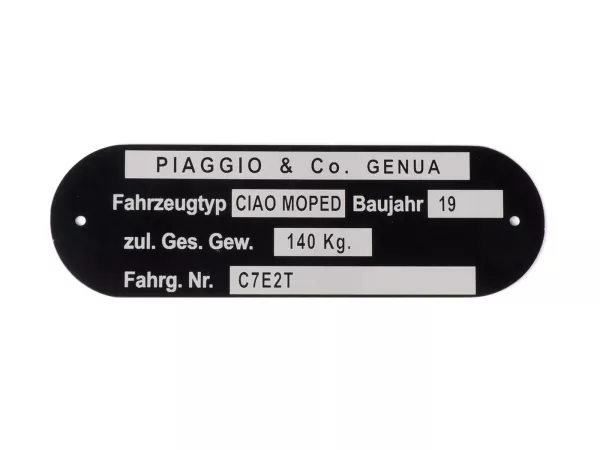 PIAGGIO & Co. GENUA
Fahrzeugtyp CIAO MOPED Baujahr 19
zul. Ges. Gew. 140 Kg.
Fahrg. Nr. C7E2T